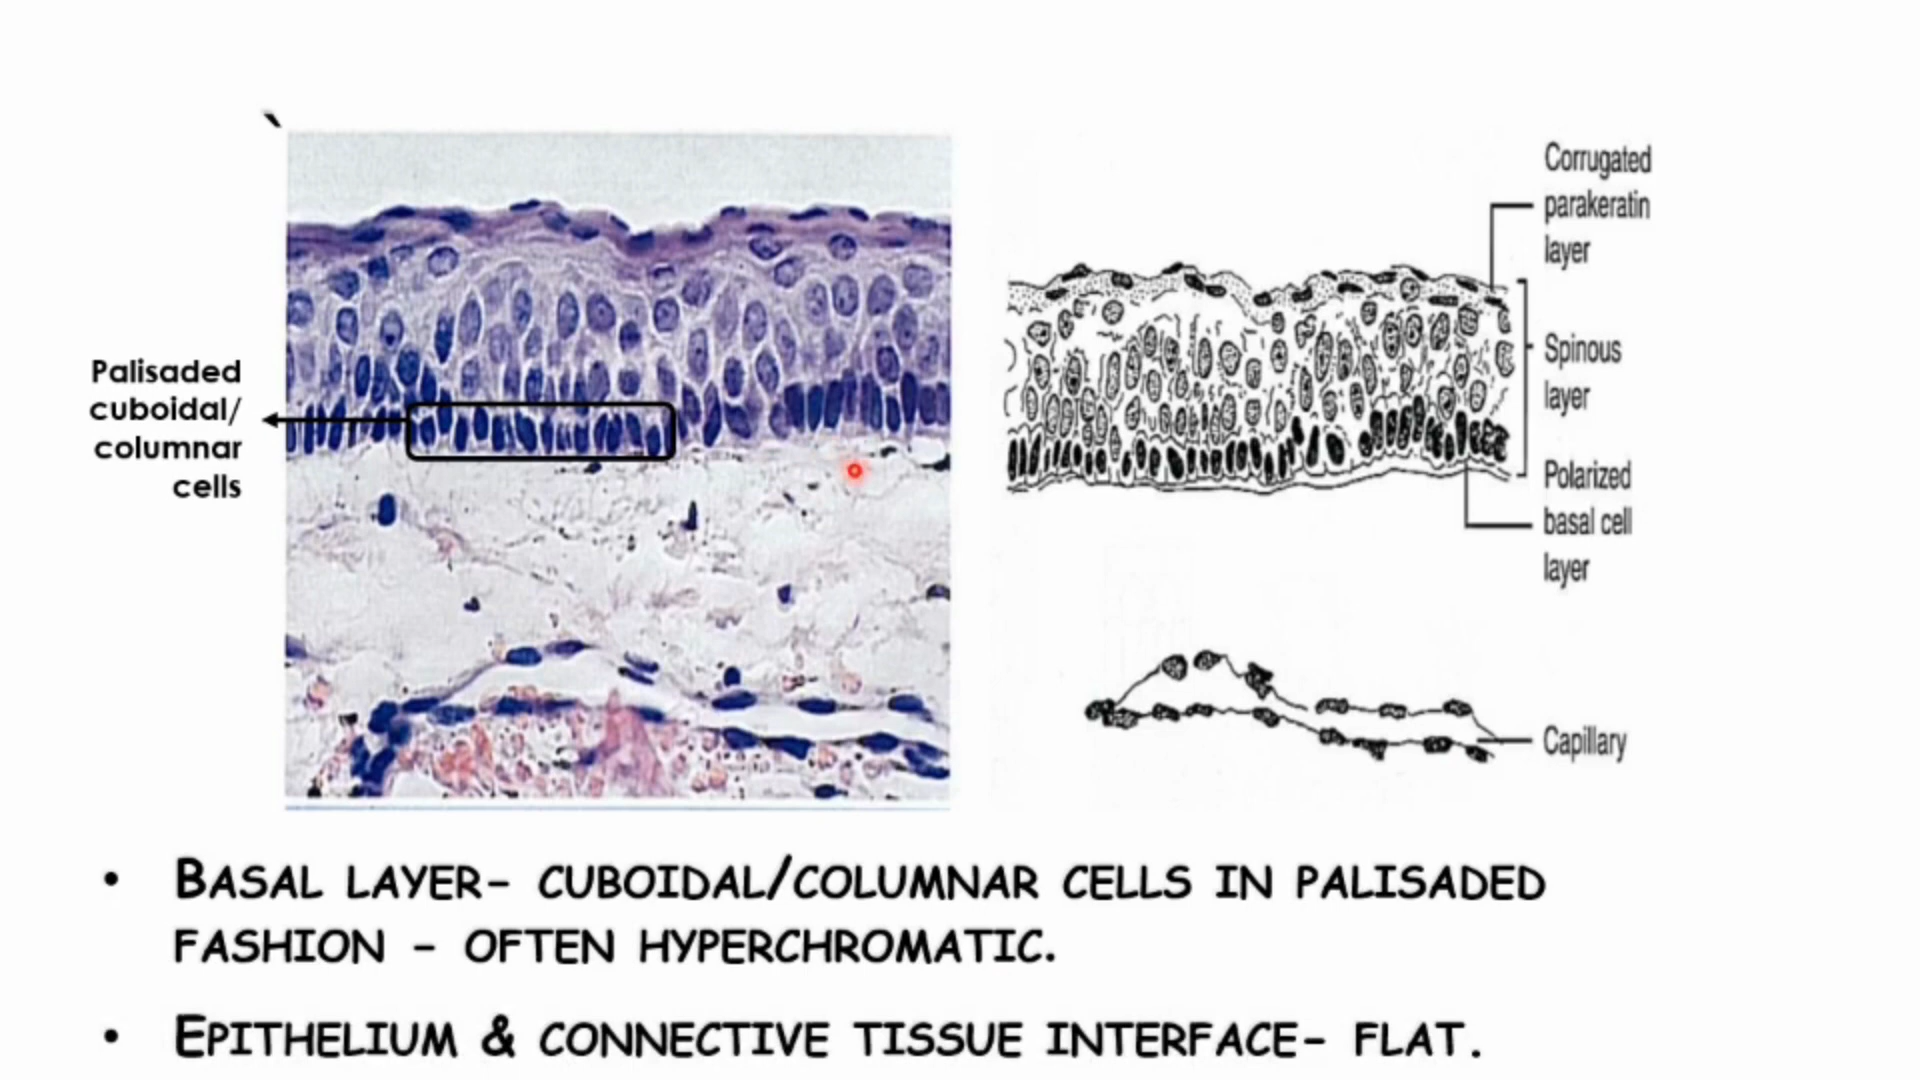 Corrugated
parakeratin
layer
Palisaded
cuboidal/
columnar
cells
Spinous
layer
Polarized
basal cell
layer
Capillary
• BASAL LAYER– CUBOIDAL/COLUMNAR CELLS IN PALISADED
FASHION – OFTEN HYPERCHROMATIC.
• EPITHELIUM & CONNECTIVE TISSUE INTERFACE– FLAT.